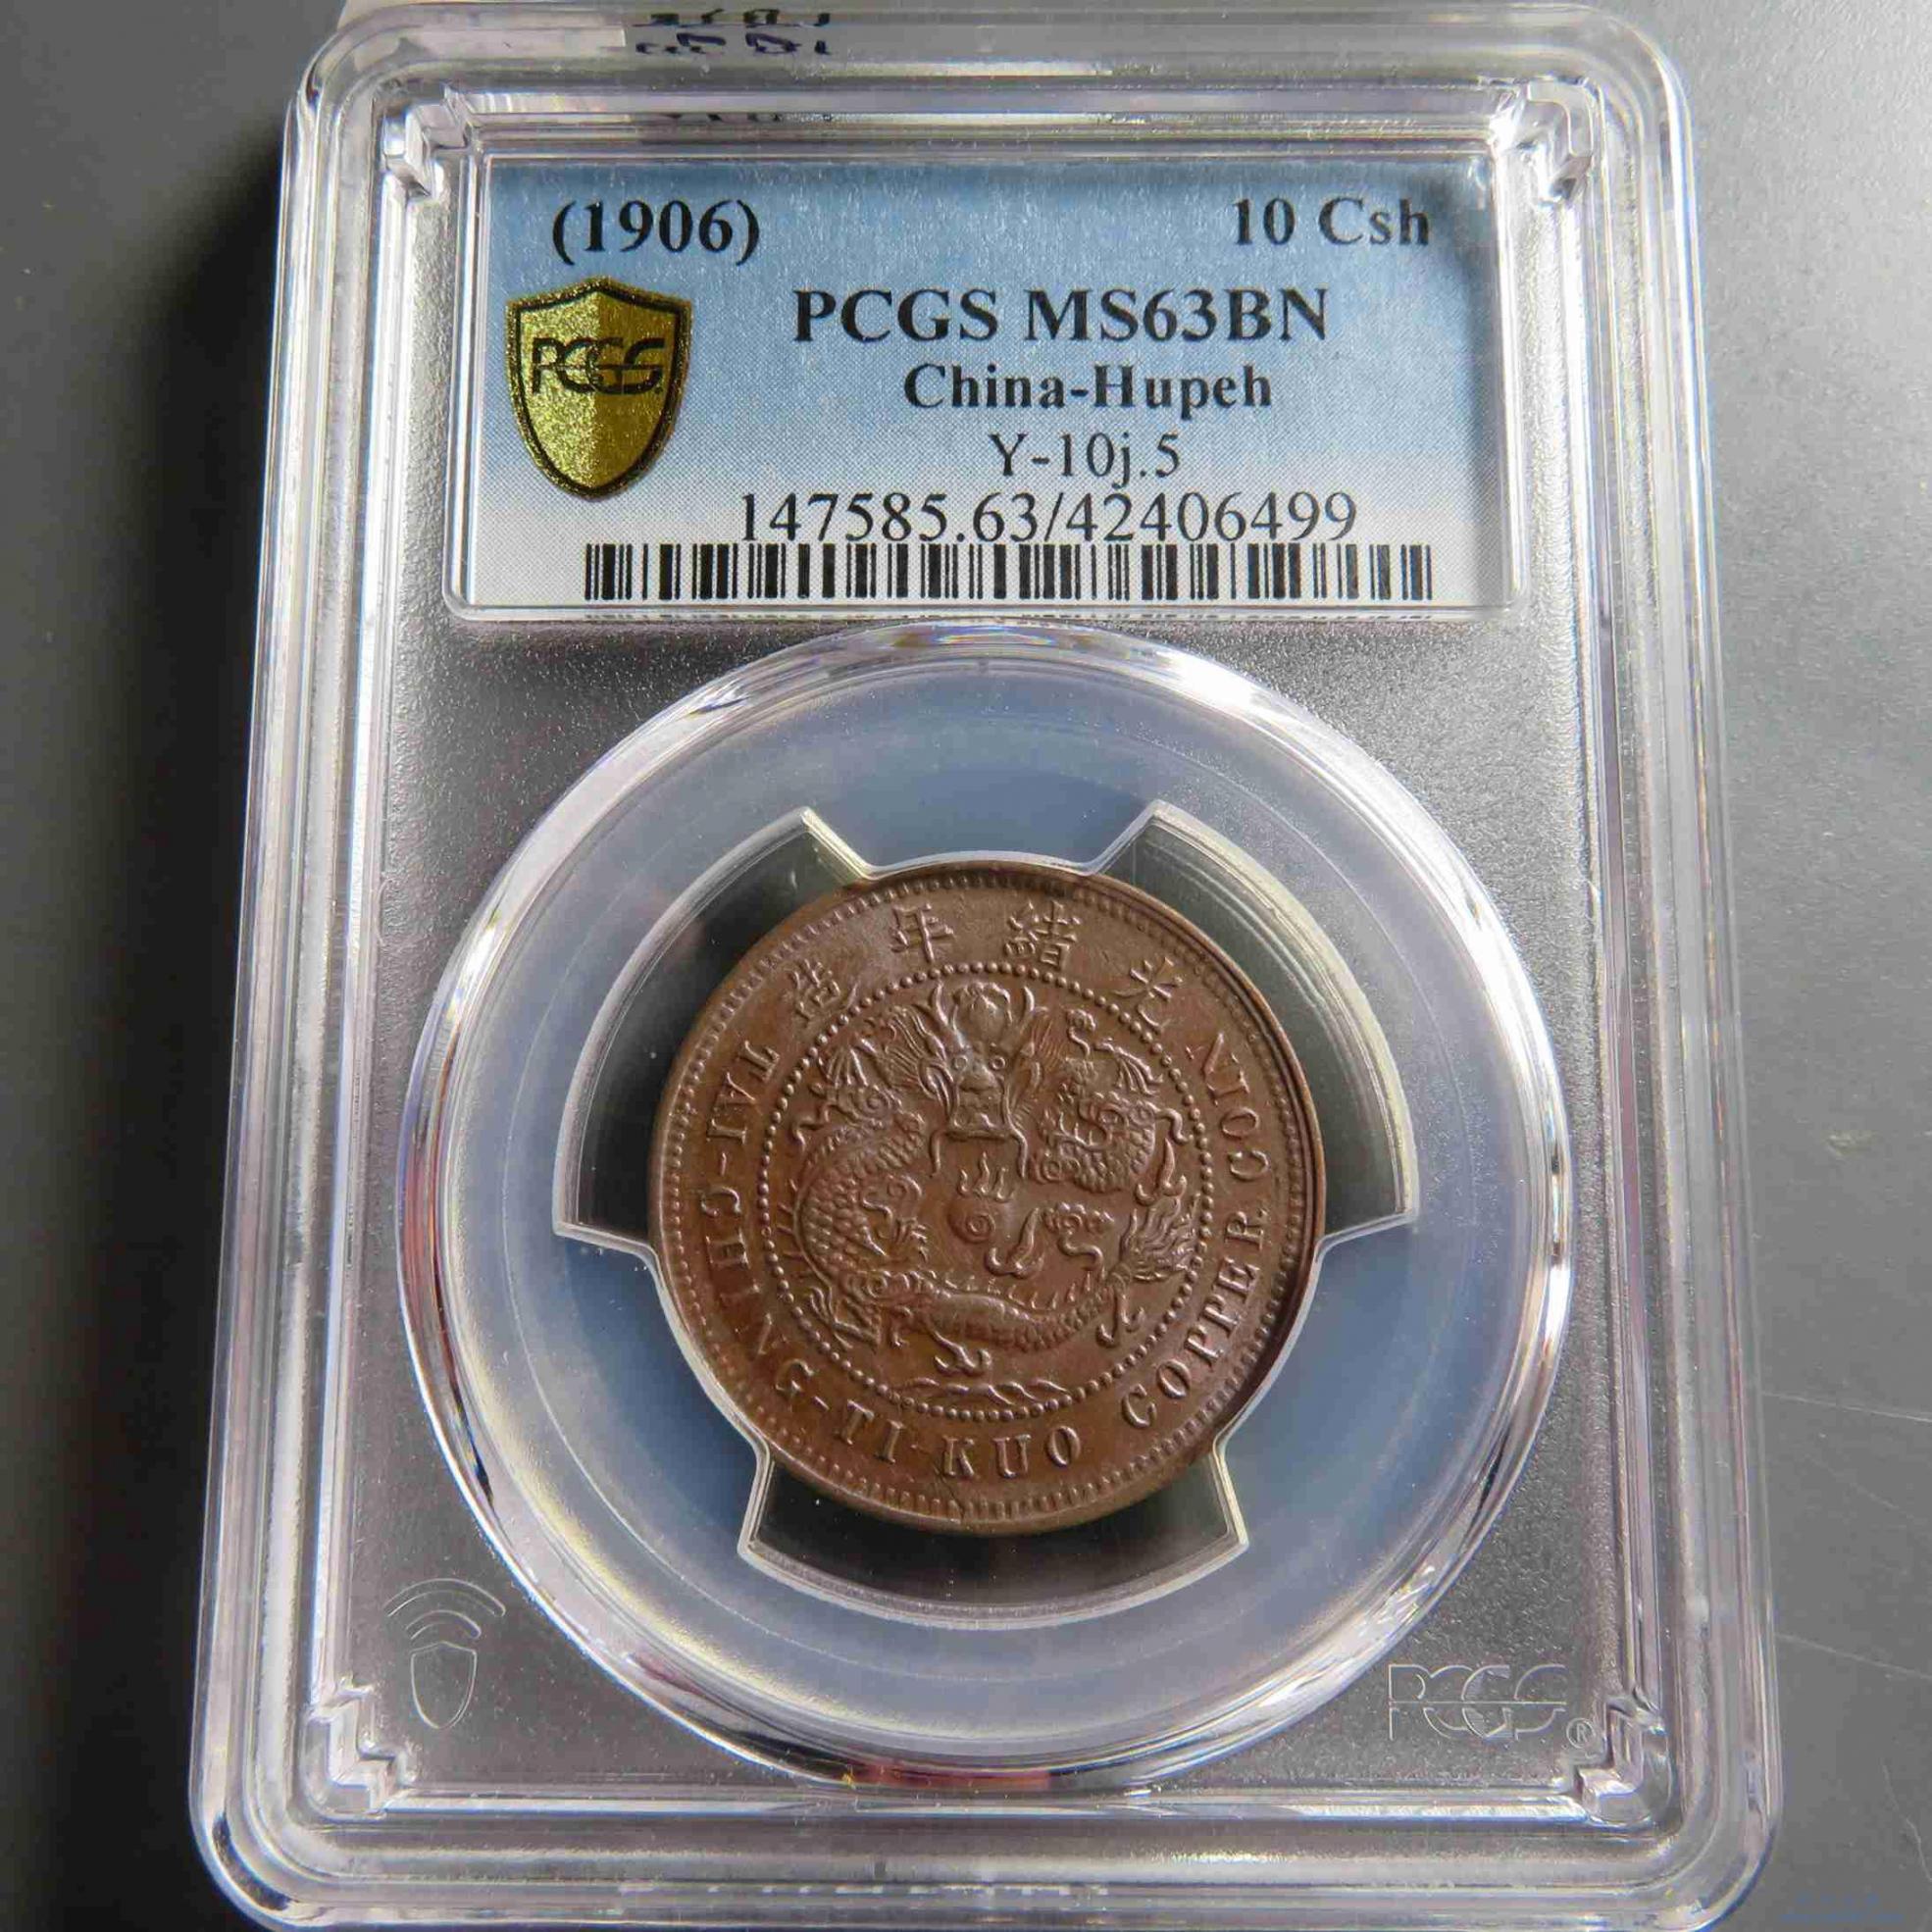 (1906) 10 Csh
PCGS MS63BN
China-Hupeh
Y-10j.5
147585.63/42406499
PCGS
造年緒光
TAI-CHING-TI-KUO COPPER COIN
PCGS®